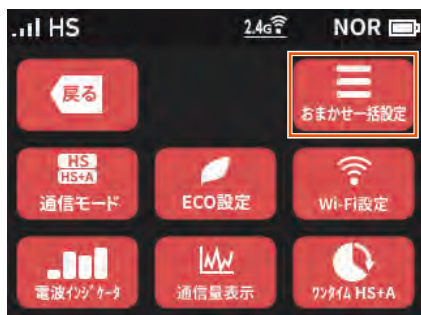 HS 2.4G NOR
戻る
おまかせ一括設定
HS
HS+A
通信モード
ECO設定
Wi-Fi設定
電波ｲﾝｼﾞｹｰﾀ
通信量表示
ﾜﾝﾀｲﾑ HS+A